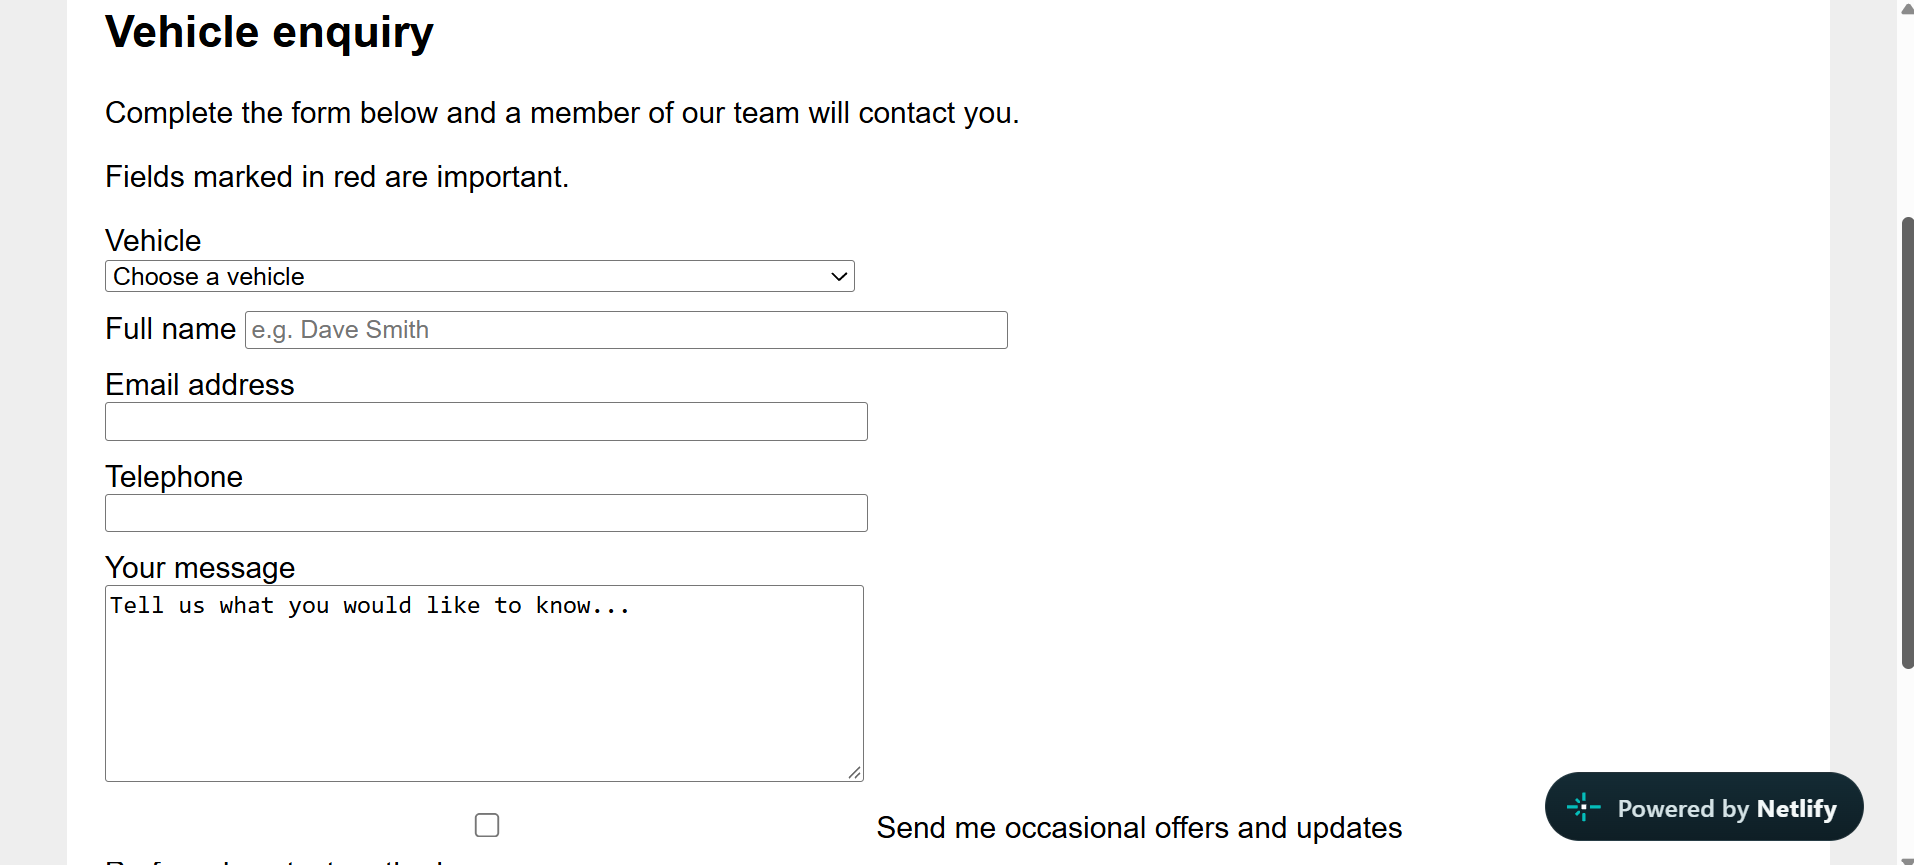 Vehicle enquiry
Complete the form below and a member of our team will contact you.
Fields marked in red are important.
Vehicle
Choose a vehicle
Full name e.g. Dave Smith
Email address
Telephone
Your message
Tell us what you would like to know...
Send me occasional offers and updates
Powered by Netlify